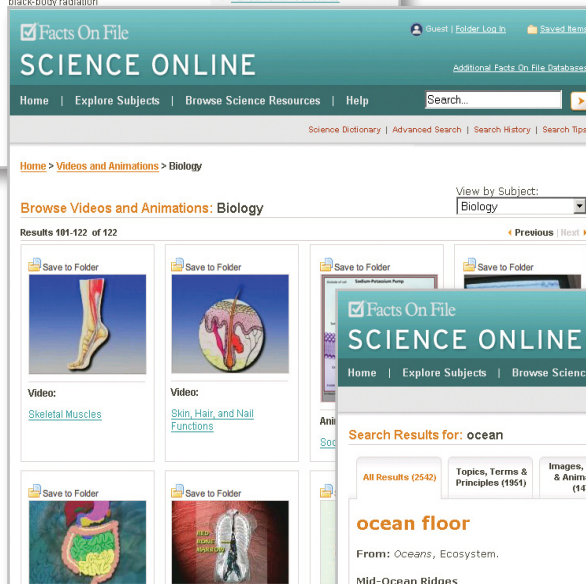 black-body radiation
Facts On File
Guest | Folder Log In
Saved Items
SCIENCE ONLINE
Additional Facts On File Databases
Home | Explore Subjects | Browse Science Resources | Help
Search...
Science Dictionary | Advanced Search | Search History | Search Tips
Home > Videos and Animations > Biology
View by Subject:
Browse Videos and Animations: Biology
Biology
Results 101-122 of 122
Previous | Next
Save to Folder
Save to Folder
Save to Folder
Save to Folder
Sodium-Potassium Pump
Video:
Skeletal Muscles
Video:
Skin, Hair, and Nail
Functions
Ani
Soc
Save to Folder
Save to Folder
RED
BONE
MARROW
Facts On File
SCIENCE ONLINE
Home | Explore Subjects | Browse Scienc
Search Results for: ocean
All Results (2542)
Topics, Terms &
Principles (1951)
Images,
& Anima
(14
ocean floor
From: Oceans, Ecosystem.
Mid-Ocean Ridges